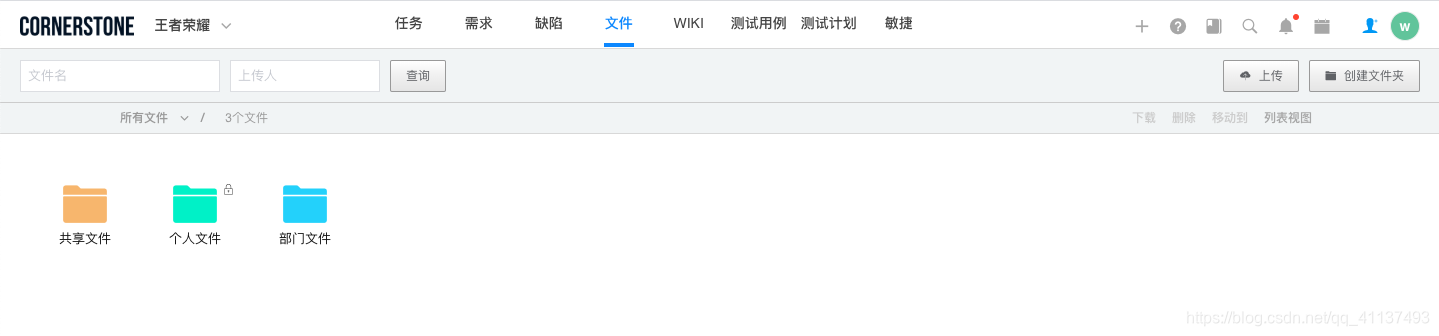 CORNERSTONE 王者荣耀 任务 需求 缺陷 文件 WIKI 测试用例 测试计划 敏捷 W
文件名 上传人 查询 上传 创建文件夹
所有文件 / 3个文件 下载 删除 移动到 列表视图
共享文件 个人文件 部门文件
https://blog.csdn.net/qq_41137493